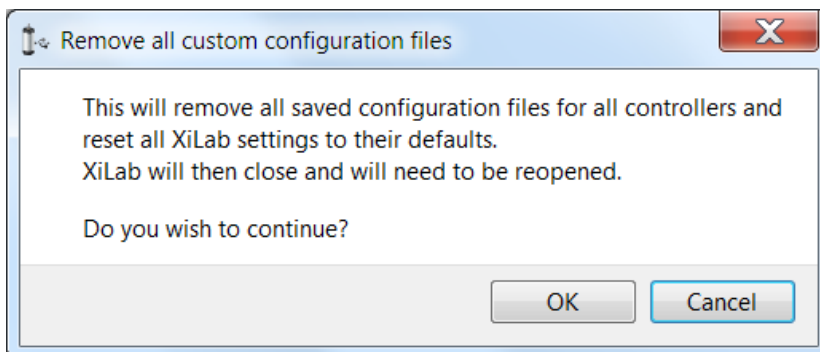 Remove all custom configuration files
This will remove all saved configuration files for all controllers and
reset all XiLab settings to their defaults.
XiLab will then close and will need to be reopened.
Do you wish to continue?
OK
Cancel